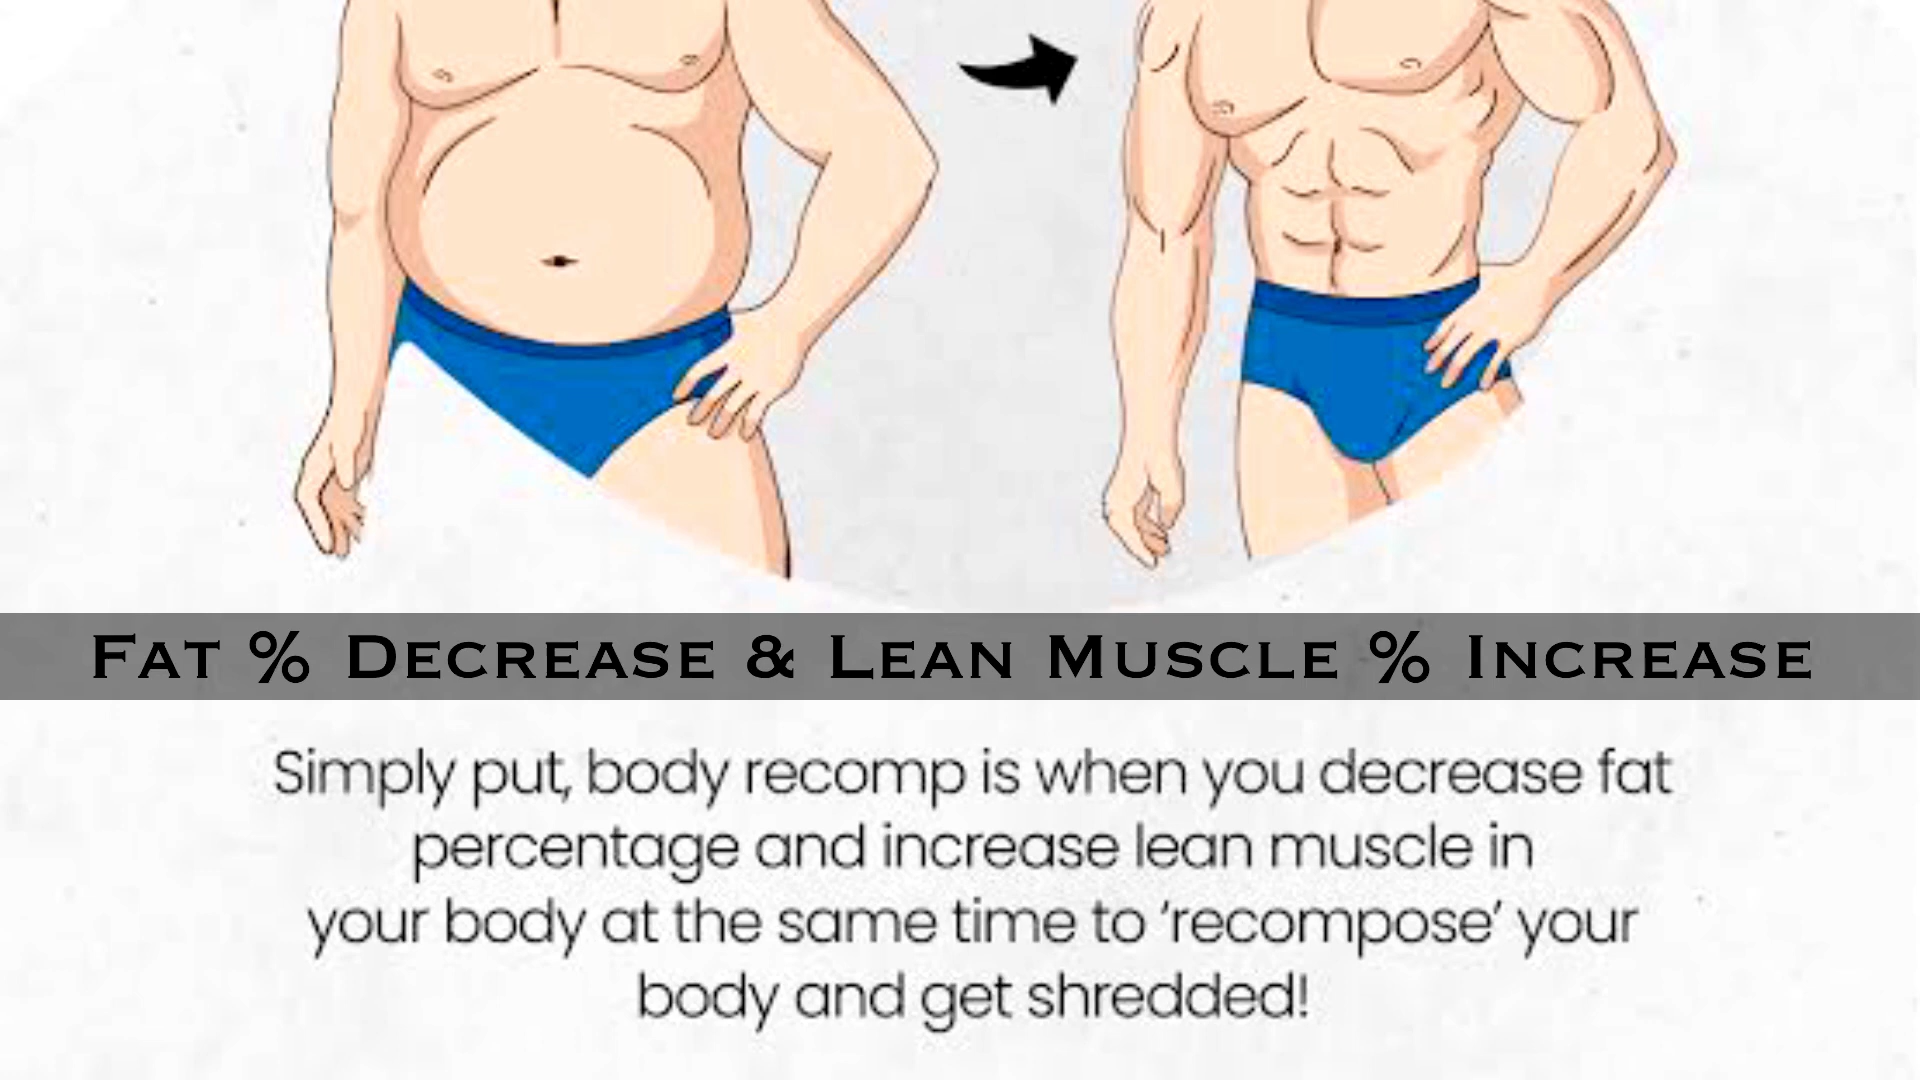 Fat % Decrease & Lean Muscle % Increase
Simply put, body recomp is when you decrease fat
percentage and increase lean muscle in
your body at the same time to ‘recompose’ your
body and get shredded!